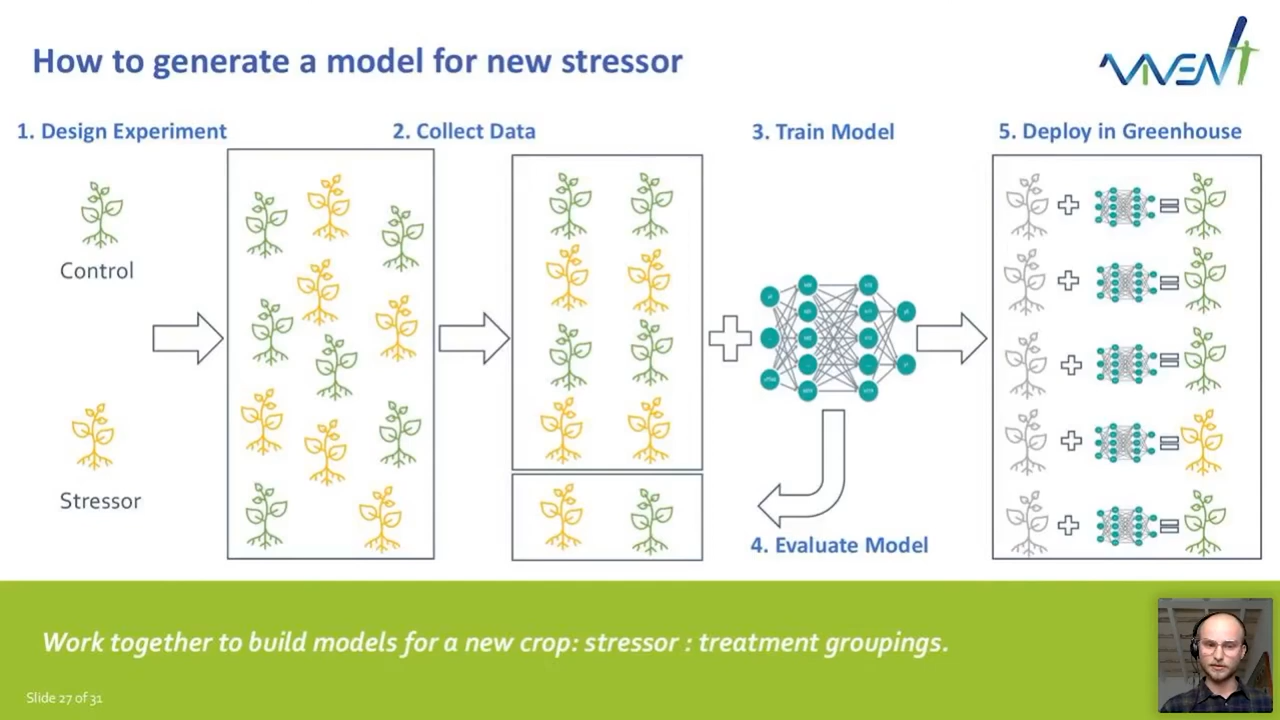 How to generate a model for new stressor
VIVENT
1. Design Experiment
2. Collect Data
3. Train Model
5. Deploy in Greenhouse
Control
Stressor
4. Evaluate Model
Work together to build models for a new crop: stressor : treatment groupings.
Slide 27 of 31